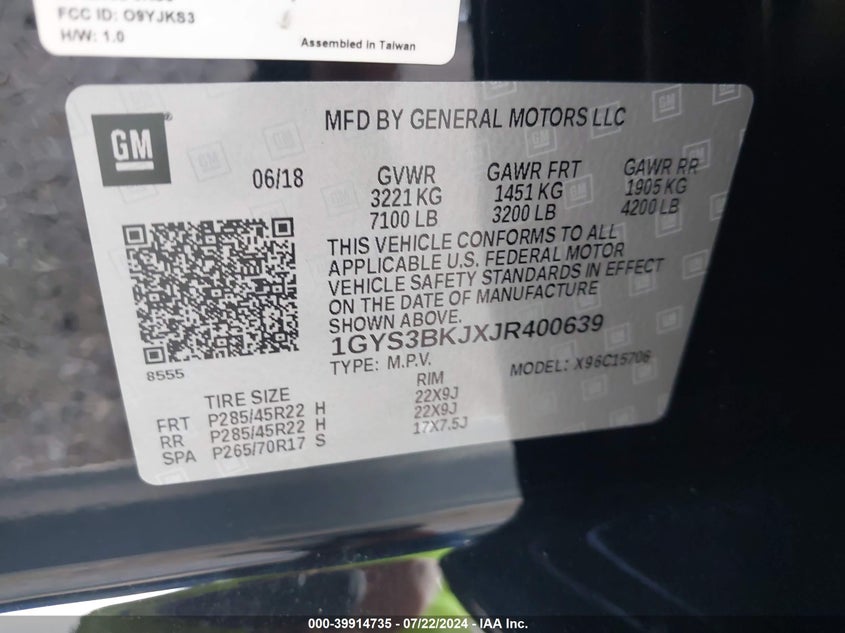 FCC ID: O9YJKS3
H/W: 1.0
Assembled in Taiwan
GM
®
MFD BY GENERAL MOTORS LLC
06/18
GVWR
3221 KG
7100 LB
GAWR FRT
1451 KG
3200 LB
GAWR RR
1905 KG
4200 LB
THIS VEHICLE CONFORMS TO ALL
APPLICABLE U.S. FEDERAL MOTOR
VEHICLE SAFETY STANDARDS IN EFFECT
ON THE DATE OF MANUFACTURE
SHOWN ABOVE.
1GYS3BKJXJR400639
TYPE: M.P.V.
MODEL: X96C15706
8555
TIRE SIZE
RIM
FRT P285/45R22 H 22X9J
RR P285/45R22 H 22X9J
SPA P265/70R17 S 17X7.5J
000-39914735 - 07/22/2024 - IAA Inc.